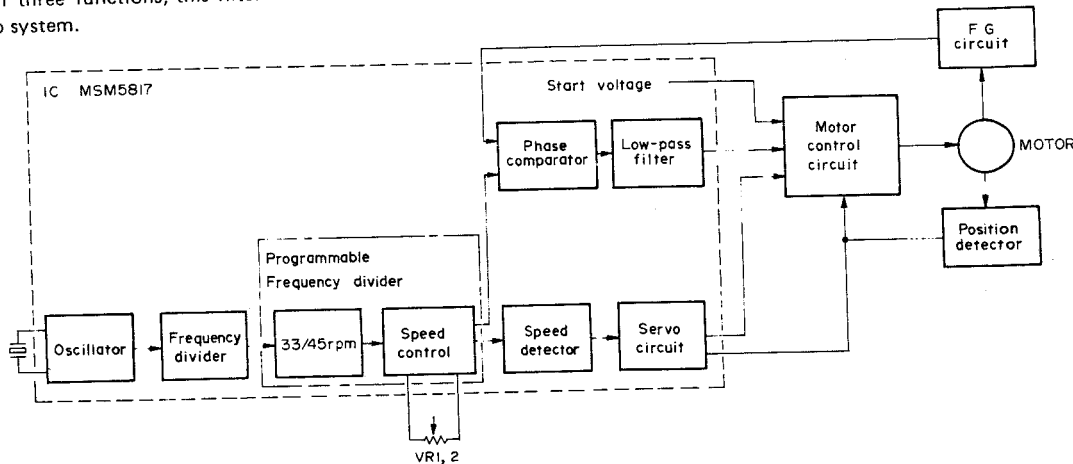 three functions, this
o system.
IC MSM5817
F G
circuit
Start voltage
Phase
comparator
Low-pass
filter
Motor
control
circuit
MOTOR
Position
detector
Programmable
Frequency divider
Oscillator
Frequency
divider
33/45rpm
Speed
control
Speed
detector
Servo
circuit
VR1, 2